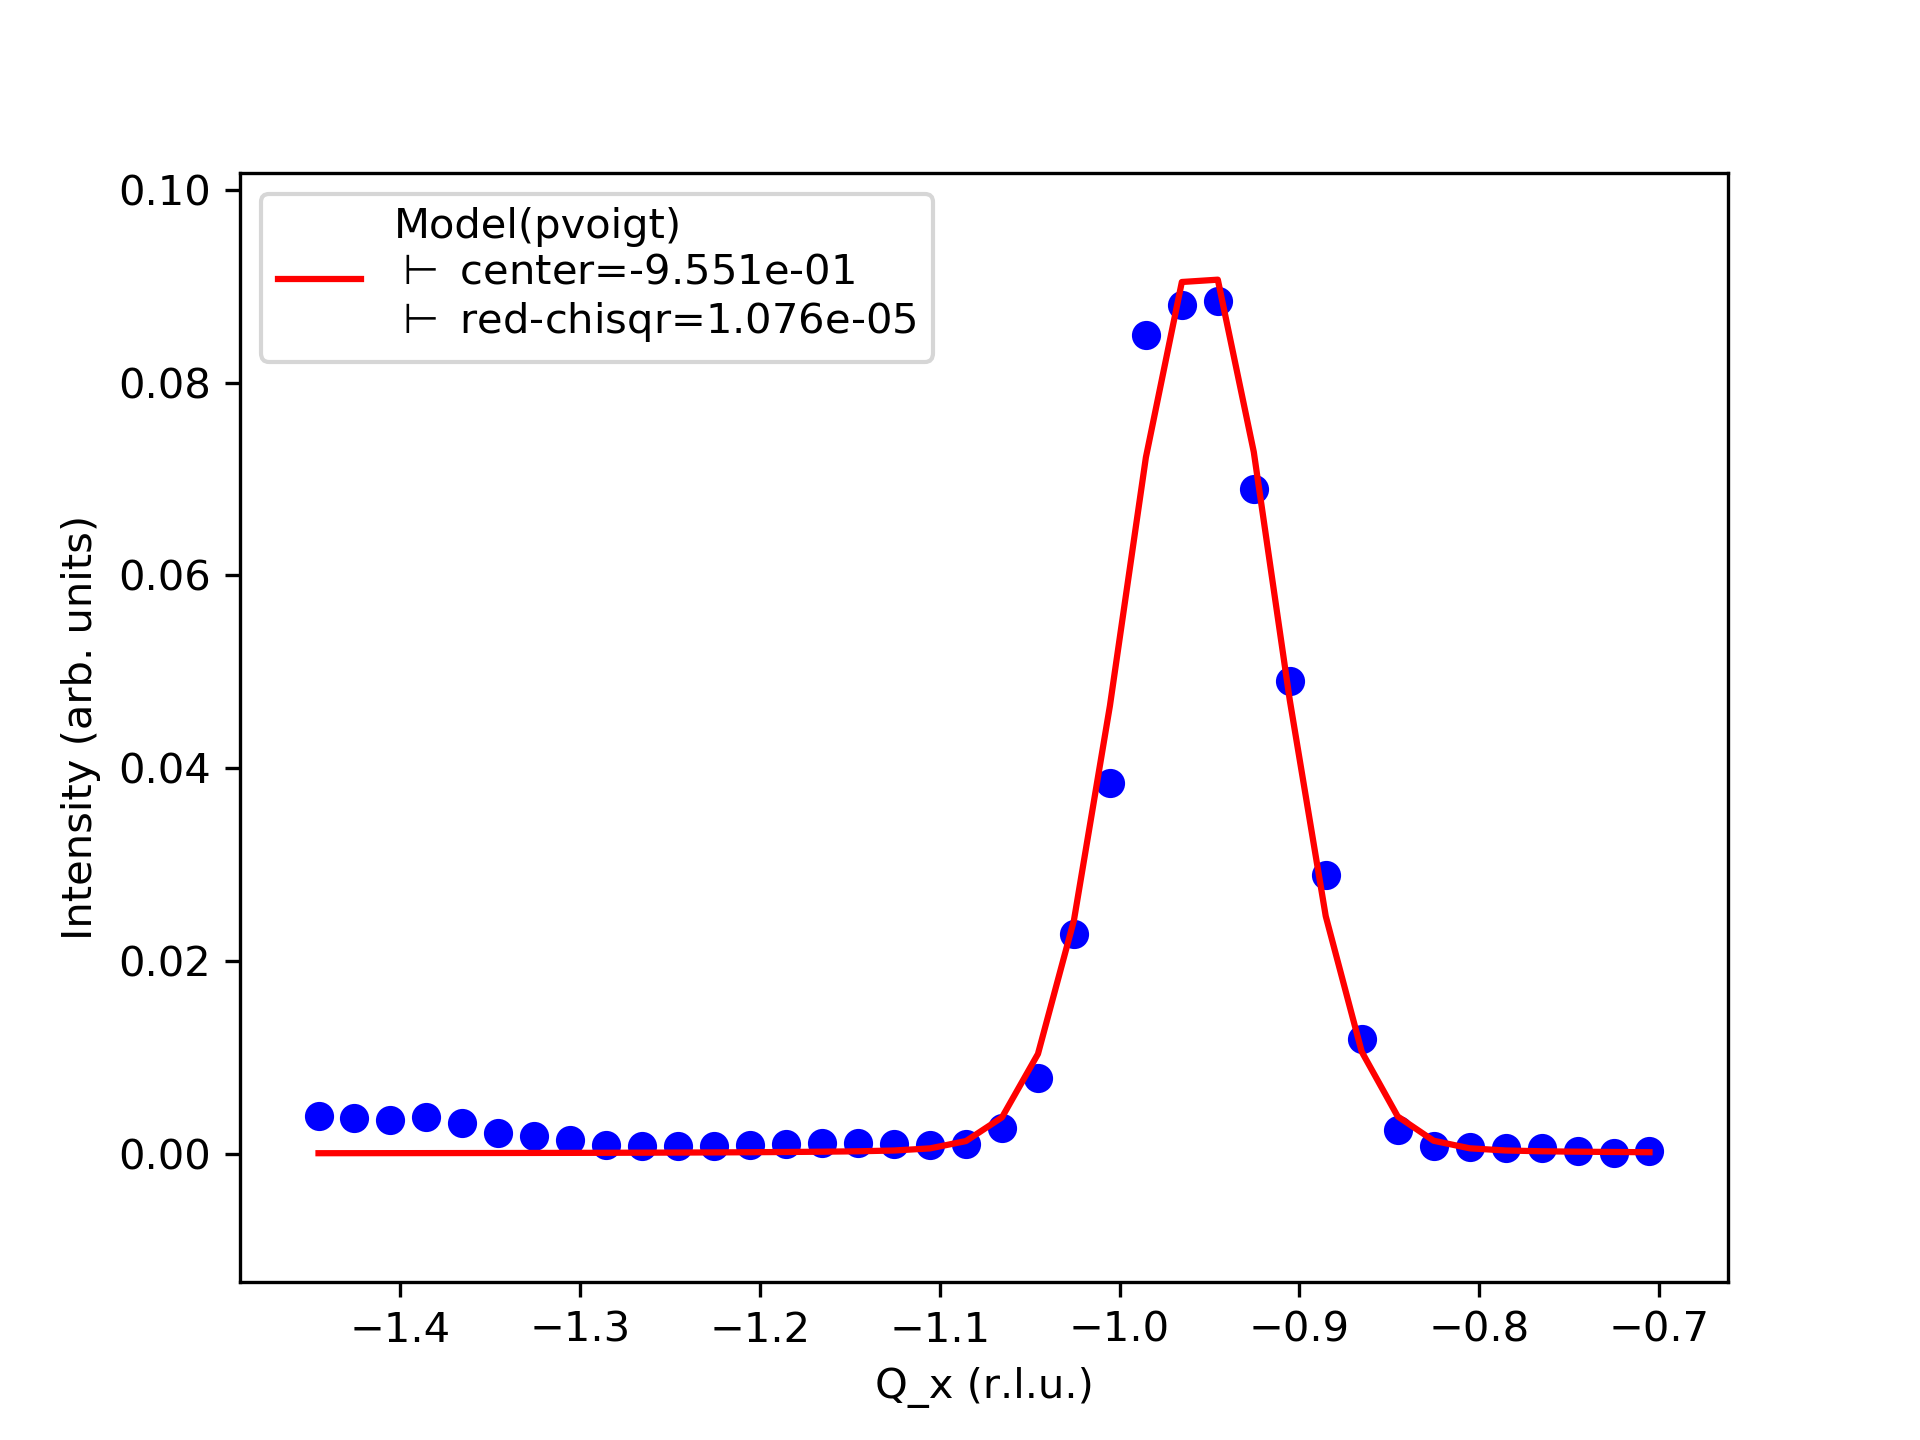 Model(pvoigt)
⊢ center=-9.551e-01
⊢ red-chisqr=1.076e-05
0.10
0.08
0.06
0.04
0.02
0.00
Intensity (arb. units)
−1.4 −1.3 −1.2 −1.1 −1.0 −0.9 −0.8 −0.7
Q_x (r.l.u.)